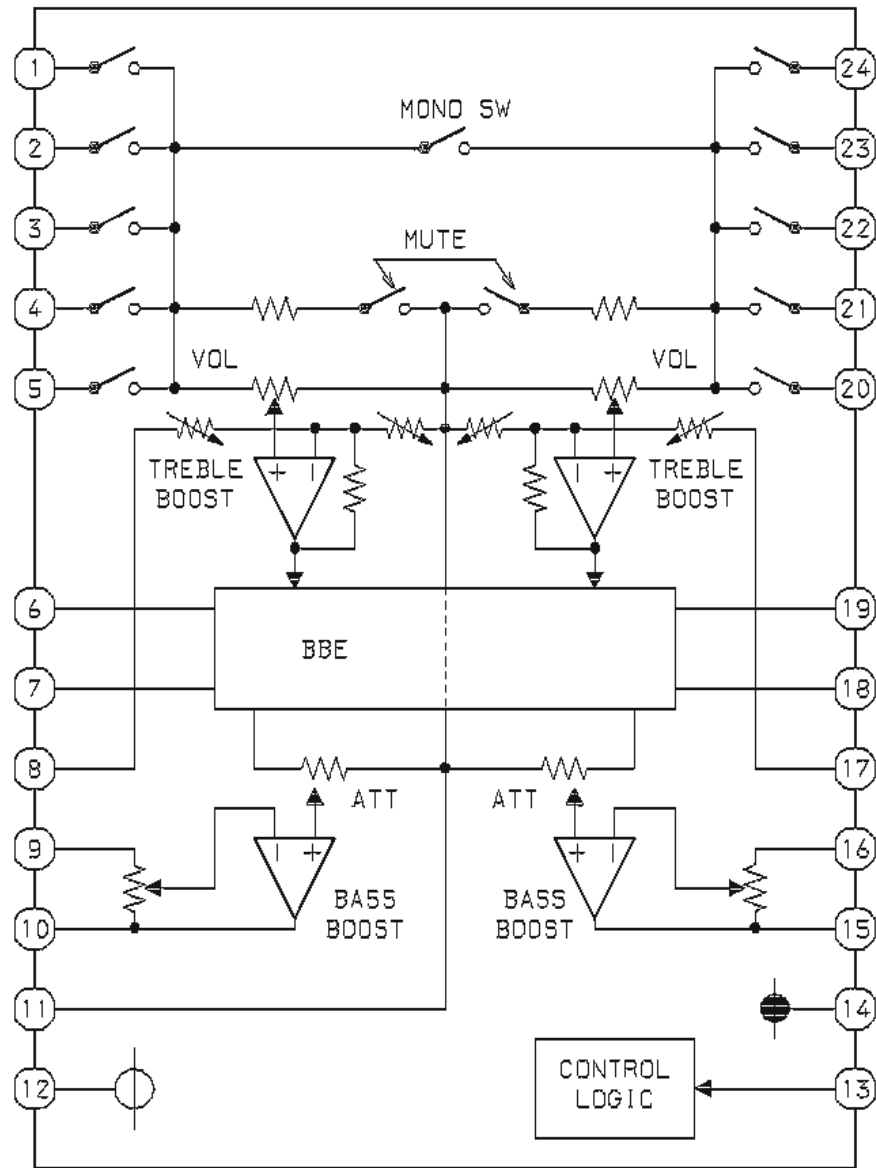 1
24
MONO SW
2
23
3
22
MUTE
4
21
VOL
VOL
5
20
TREBLE
BOOST
TREBLE
BOOST
+
−
−
+
6
19
BBE
7
18
8
17
ATT
ATT
9
16
−
+
+
−
BASS
BOOST
BASS
BOOST
10
15
11
14
CONTROL
LOGIC
12
13